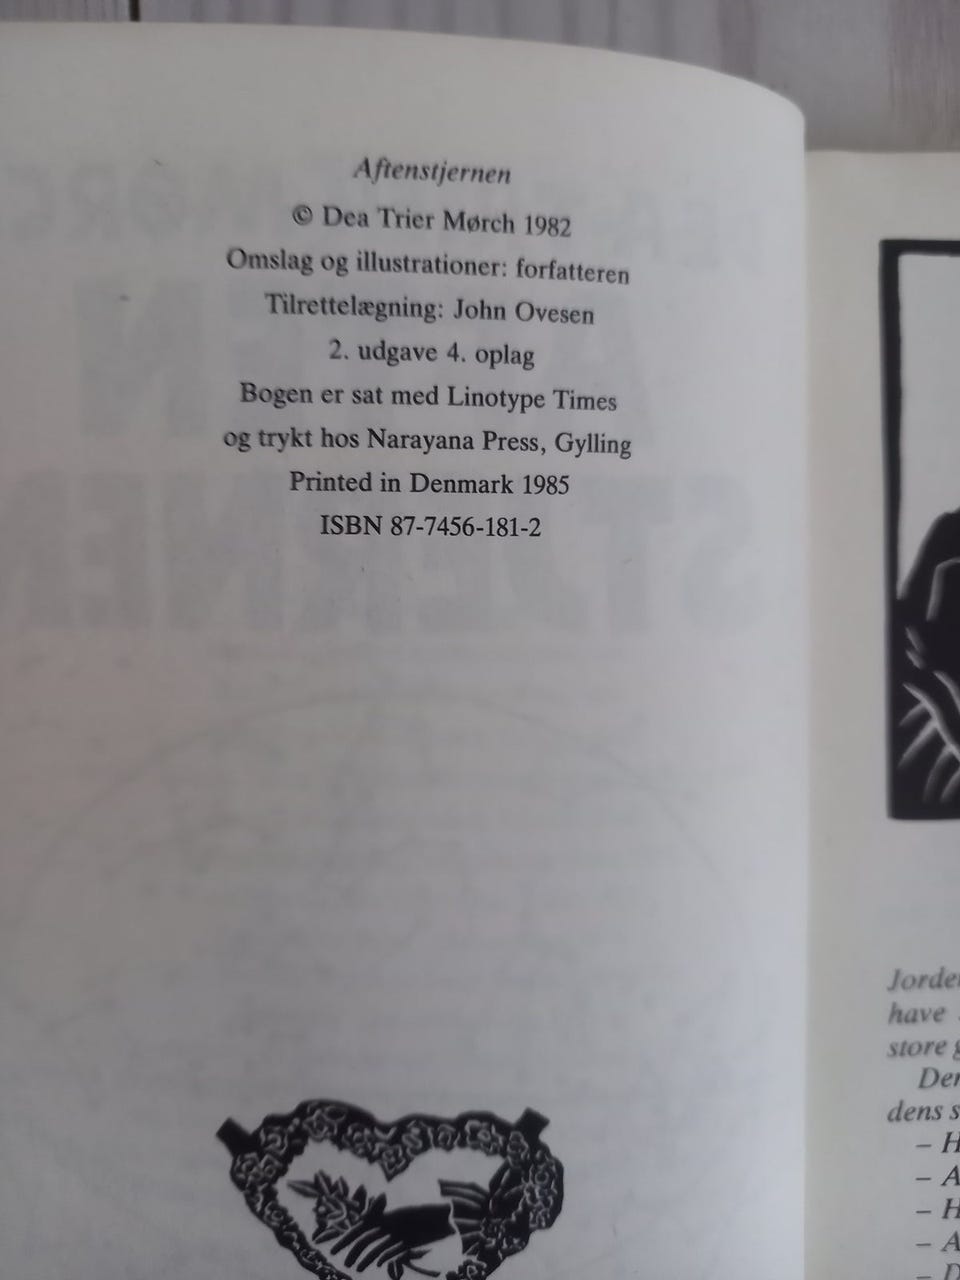 Aftenstjernen
© Dea Trier Mørch 1982
Omslag og illustrationer: forfatteren
Tilrettelægning: John Ovesen
2. udgave 4. oplag
Bogen er sat med Linotype Times
og trykt hos Narayana Press, Gylling
Printed in Denmark 1985
ISBN 87-7456-181-2
have
store
dens
– H
– A
– H
– A
– D